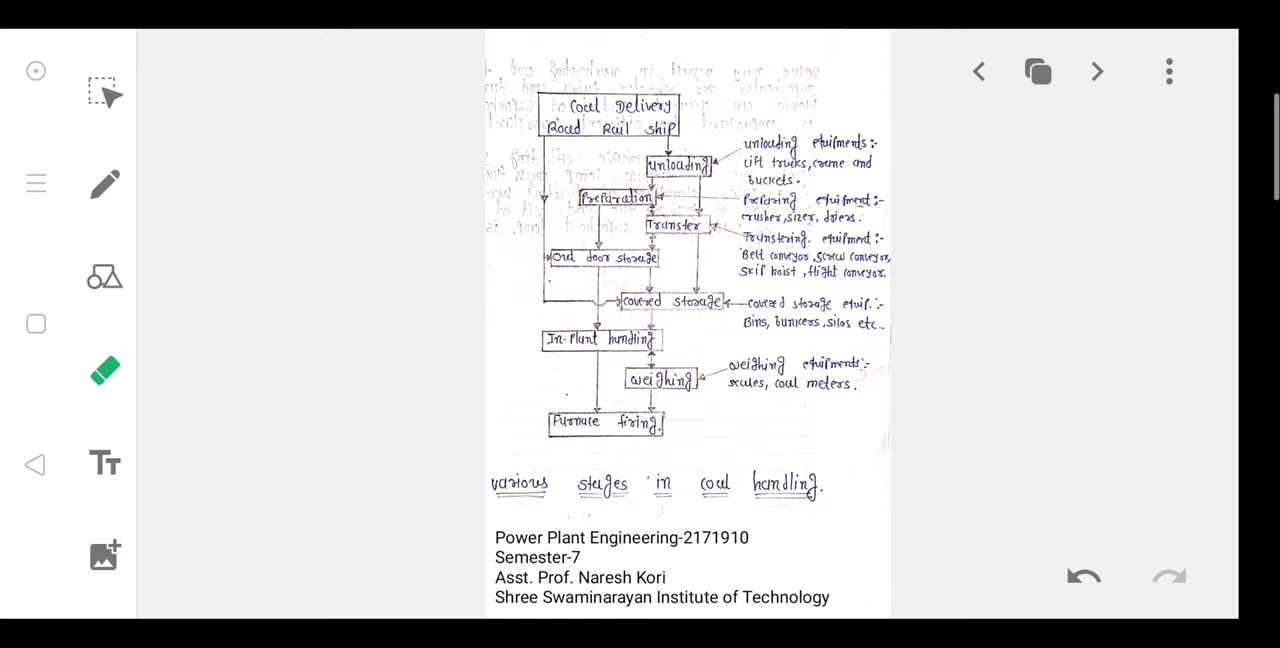 Coal Delivery
Road Rail ship
unloading
Preparation
Transfer
Out door storage
Covered storage
In-Plant handling
weighing
Furnace firing.
unloading equipments:-
Lift trucks, crane and
buckets.
Preparing equipment:-
crusher, sizer, driers.
Transfering. equipment:-
Belt conveyor, screw conveyor,
skip hoist, flight conveyor.
covered storage equip.:-
Bins, bunkers, silos etc..
weighing equipments:-
scales, coal meters.
various stages in coal handling.
Power Plant Engineering-2171910
Semester-7
Asst. Prof. Naresh Kori
Shree Swaminarayan Institute of Technology
TT